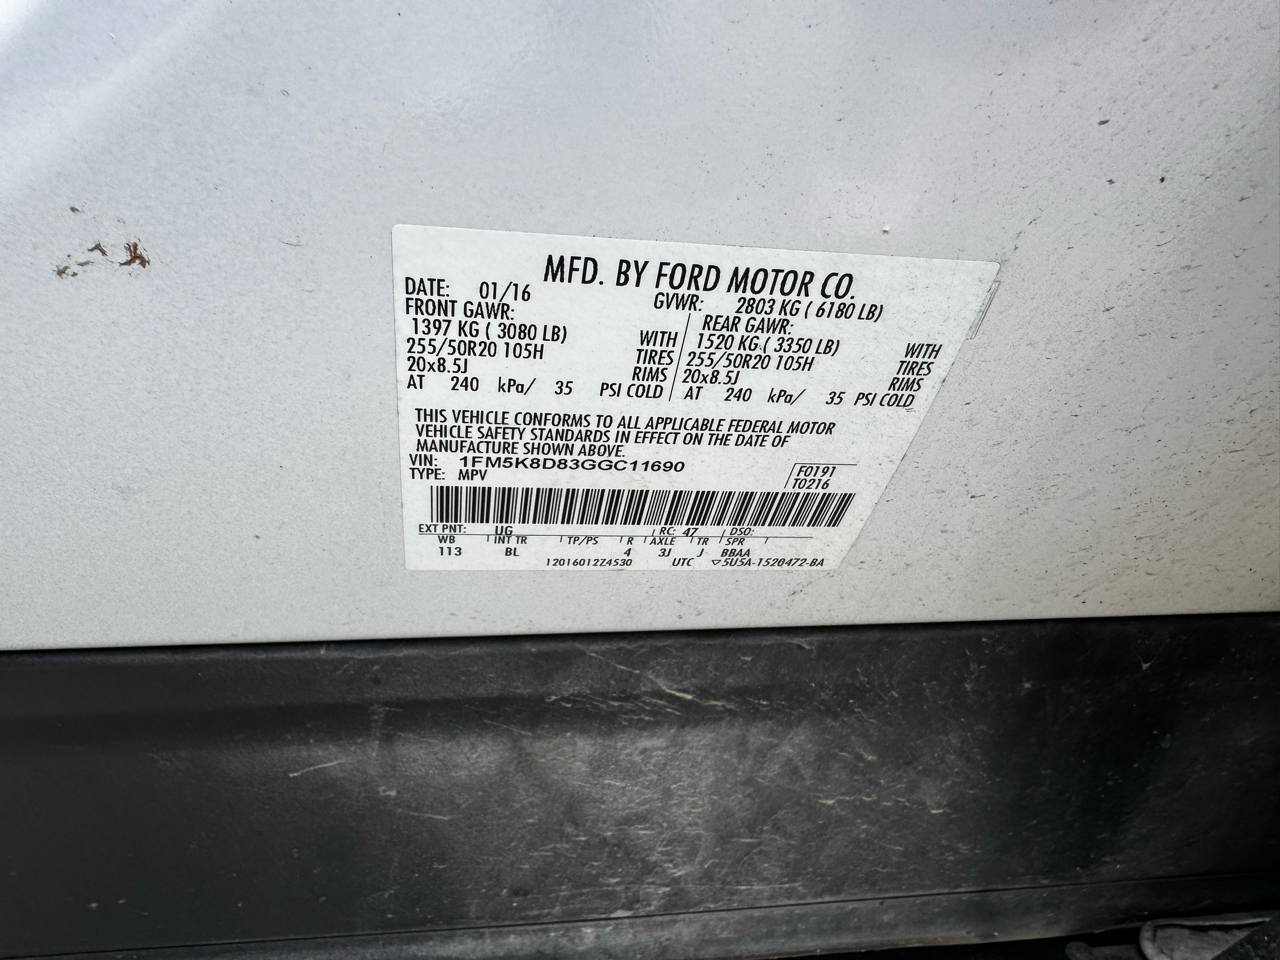 MFD. BY FORD MOTOR CO.
DATE: 01/16 GVWR: 2803 KG ( 6180 LB)
FRONT GAWR: REAR GAWR:
1397 KG ( 3080 LB) WITH 1520 KG ( 3350 LB) WITH
255/50R20 105H TIRES 255/50R20 105H TIRES
20x8.5J RIMS 20x8.5J RIMS
AT 240 kPa/ 35 PSI COLD AT 240 kPa/ 35 PSI COLD
THIS VEHICLE CONFORMS TO ALL APPLICABLE FEDERAL MOTOR
VEHICLE SAFETY STANDARDS IN EFFECT ON THE DATE OF
MANUFACTURE SHOWN ABOVE.
VIN: 1FM5K8D83GGC11690
TYPE: MPV
F0191
T0216
EXT PNT: UG RC: 47 DSO:
WB INT TR TP/PS R AXLE TR SPR
113 BL 4 3J J BBAA
12016012Z4530 UTC ▽5U5A-1520472-BA